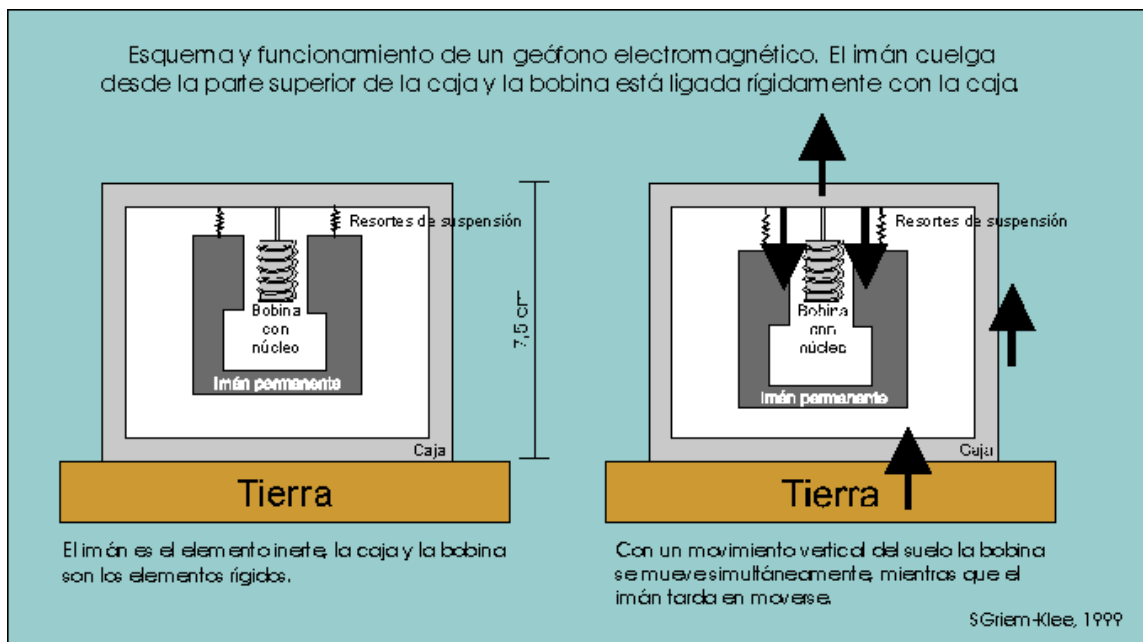 Esquema y funcionamiento de un geófono electromagnético. El imán cuelga
desde la parte superior de la caja y la bobina está ligada rígidamente con la caja.
Resortes de suspensión
Bobina
con
núcleo
Imán permanente
Caja
Tierra
7,5 cm
Resortes de suspensión
Bobina
con
núcleo
Imán permanente
Caja
Tierra
El imán es el elemento inerte, la caja y la bobina
son los elementos rígidos.
Con un movimiento vertical del suelo la bobina
se mueve simultáneamente, mientras que el
imán tarda en moverse.
SGriem-Klee, 1999